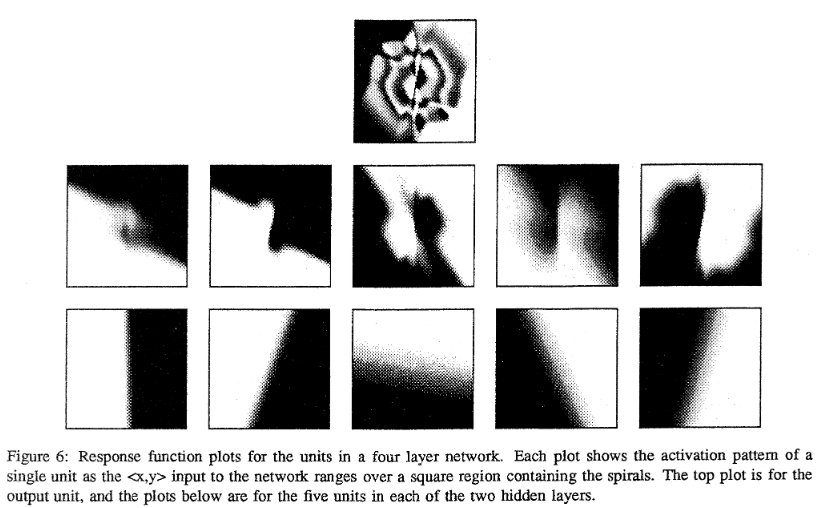 Figure 6: Response function plots for the units in a four layer network. Each plot shows the activation pattern of a
single unit as the <x,y> input to the network ranges over a square region containing the spirals. The top plot is for the
output unit, and the plots below are for the five units in each of the two hidden layers.